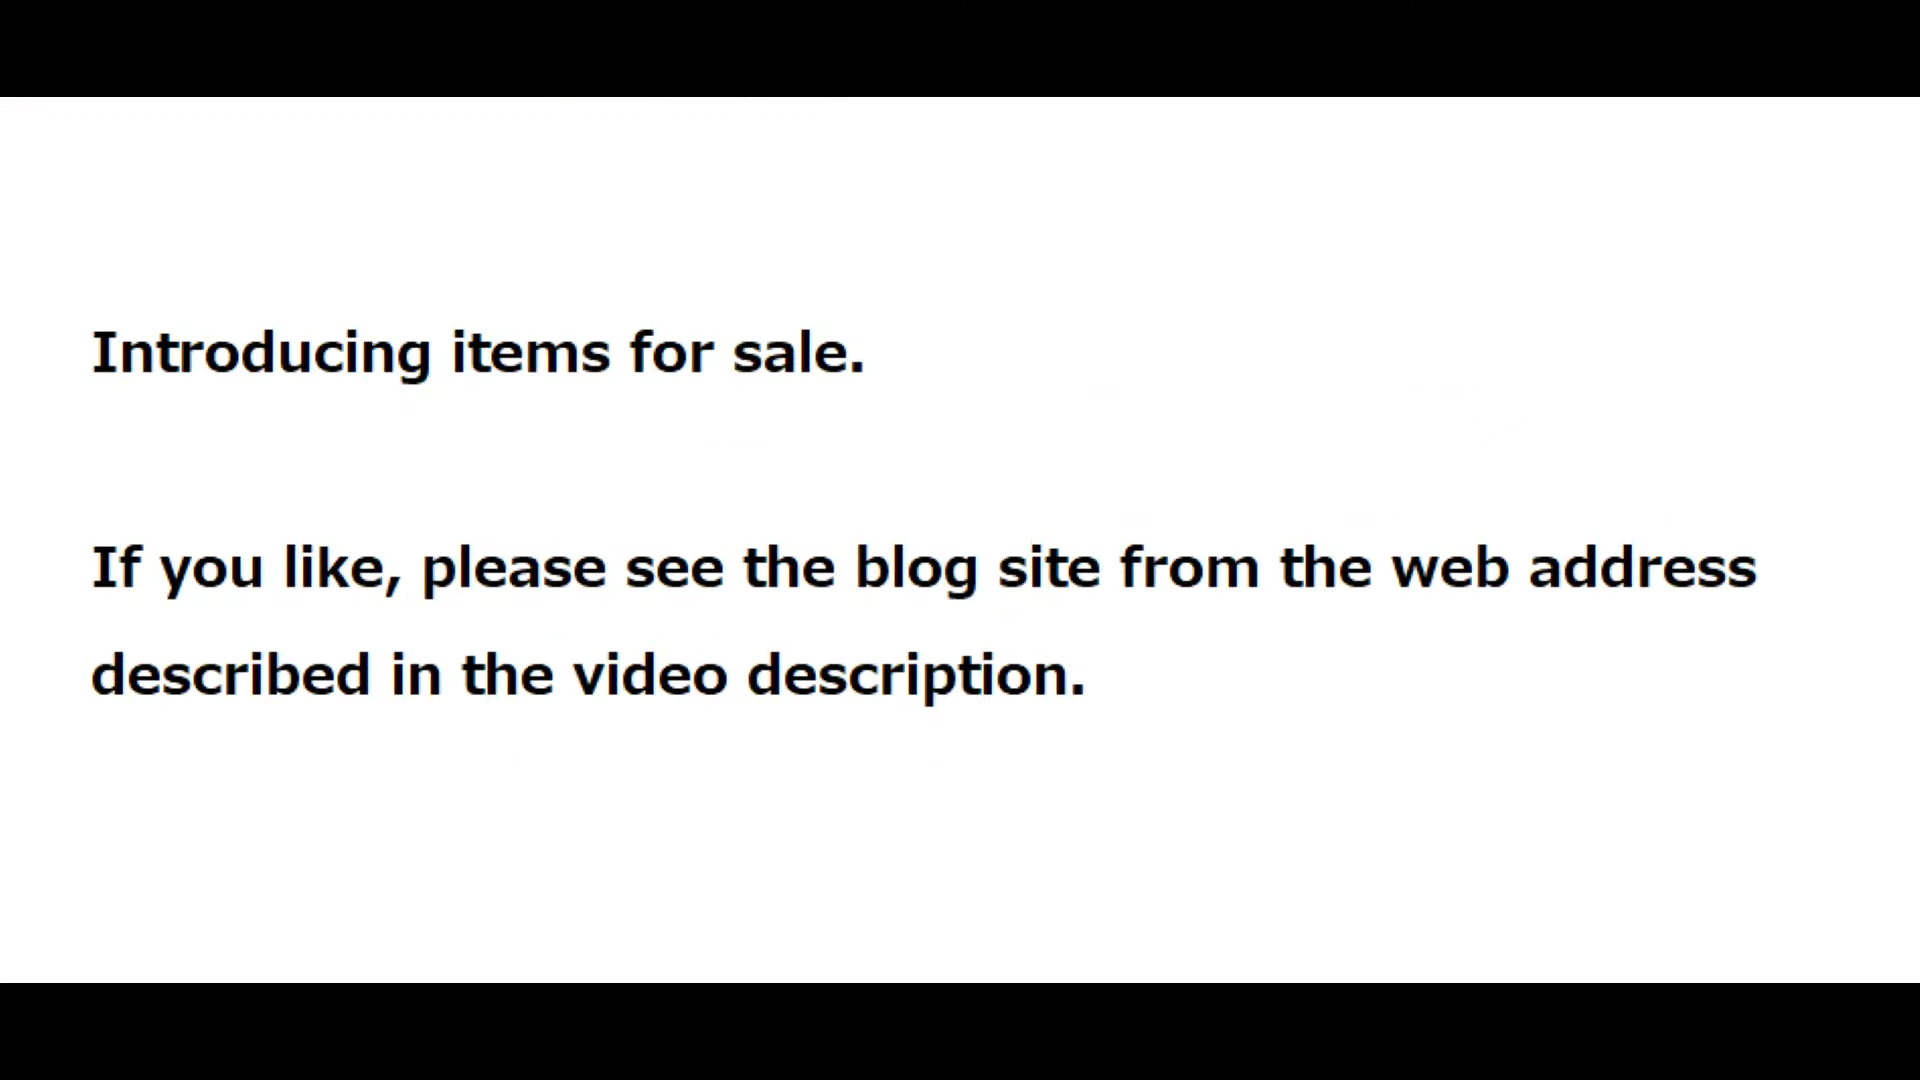 Introducing items for sale.
If you like, please see the blog site from the web address
described in the video description.